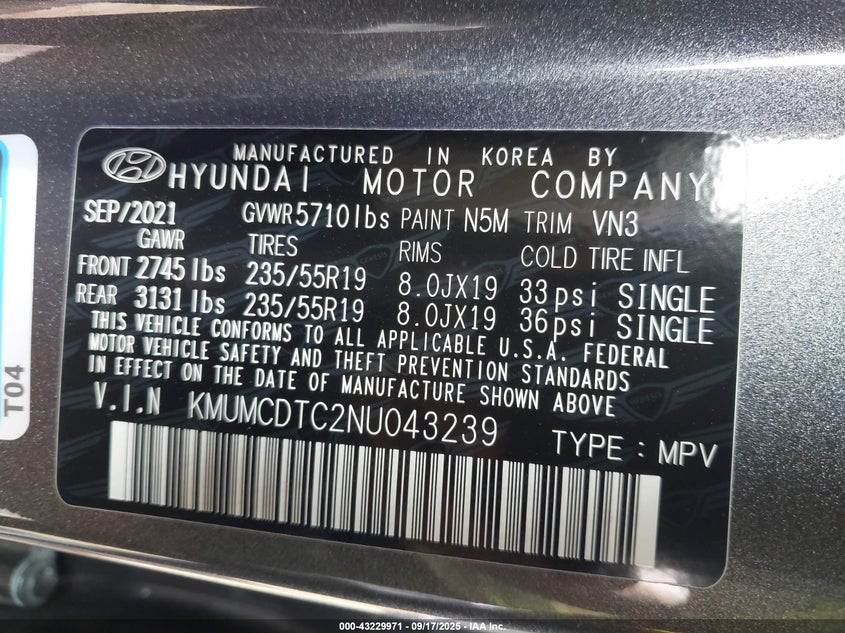 MANUFACTURED IN KOREA BY
HYUNDAI MOTOR COMPANY
SEP/2021 GVWR 5710lbs PAINT N5M TRIM VN3
GAWR TIRES RIMS COLD TIRE INFL
FRONT 2745 lbs 235/55R19 8.0JX19 33psi SINGLE
REAR 3131 lbs 235/55R19 8.0JX19 36psi SINGLE
THIS VEHICLE CONFORMS TO ALL APPLICABLE U.S.A. FEDERAL
MOTOR VEHICLE SAFETY AND THEFT PREVENTION STANDARDS
IN EFFECT ON THE DATE OF MANUFACTURE SHOWN ABOVE
V.I.N KMUMCDTC2NU043239 TYPE : MPV
T04
000-43229971 - 09/17/2025 - IAA Inc.